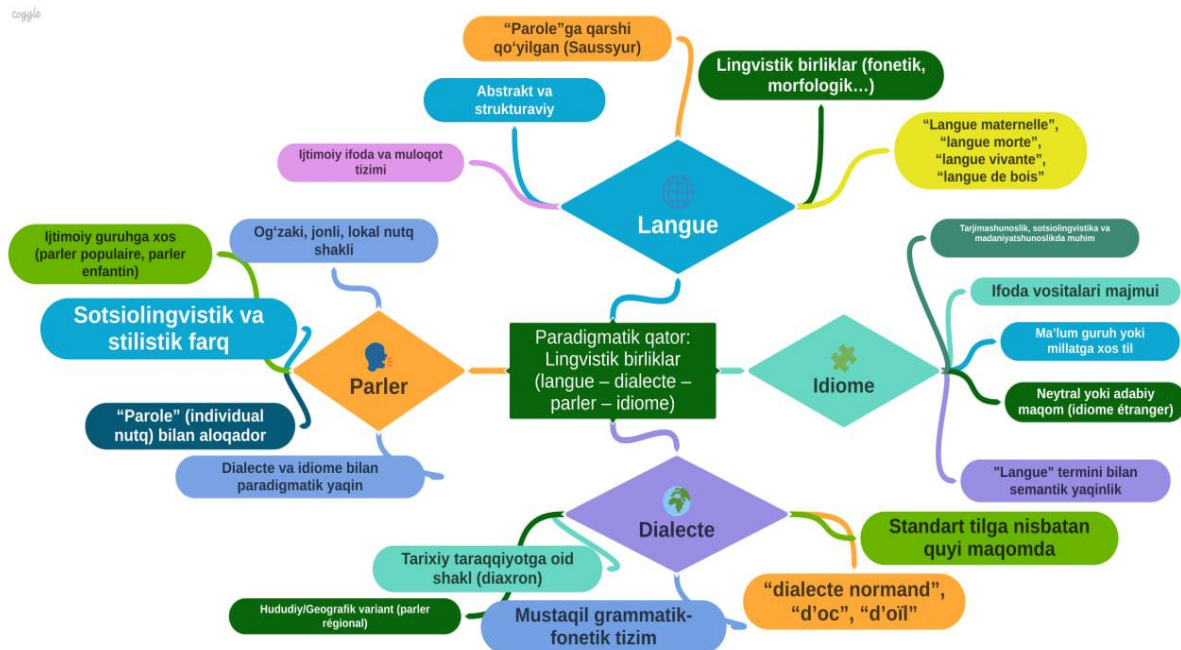 coggle
“Parole”ga qarshi
qo‘yilgan (Saussyur)
Lingvistik birliklar (fonetik,
morfologik…)
Abstrakt va
strukturaviy
“Langue maternelle”,
“langue morte”,
“langue vivante”,
“langue de bois”
Ijtimoiy ifoda va muloqot
tizimi
Langue
Ijtimoiy guruhga xos
(parler populaire, parler
enfantin)
Og‘zaki, jonli, lokal nutq
shakli
Sotsiolingvistik va
stilistik farq
Parler
“Parole” (individual
nutq) bilan aloqador
Dialecte va idiome bilan
paradigmatik yaqin
Paradigmatik qator:
Lingvistik birliklar
(langue – dialecte –
parler – idiome)
Idiome
Tarjimashunoslik, sotsiolingvistika va
madaniyatshunoslikda muhim
Ifoda vositalari majmui
Ma’lum guruh yoki
millatga xos til
Neytral yoki adabiy
maqom (idiome étranger)
"Langue" termini bilan
semantik yaqinlik
Dialecte
Standart tilga nisbatan
quyi maqomda
Tarixiy taraqqiyotga oid
shakl (diaxron)
“dialecte normand”,
“d’oc”, “d’oïl”
Hududiy/Geografik variant (parler
régional)
Mustaqil grammatik-
fonetik tizim